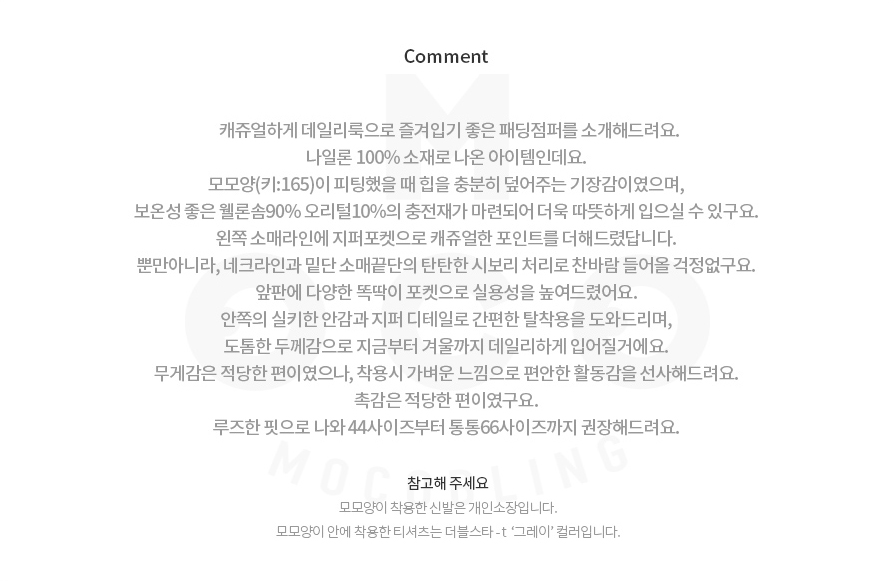 Comment
캐쥬얼하게 데일리룩으로 즐겨입기 좋은 패딩점퍼를 소개해드려요.
나일론 100% 소재로 나온 아이템인데요.
모모양(키:165)이 피팅했을 때 힙을 충분히 덮어주는 기장감이였으며,
보온성 좋은 웰론솜90% 오리털10%의 충전재가 마련되어 더욱 따뜻하게 입으실 수 있구요.
왼쪽 소매라인에 지퍼포켓으로 캐쥬얼한 포인트를 더해드렸답니다.
뿐만아니라, 네크라인과 밑단 소매끝단의 탄탄한 시보리 처리로 찬바람 들어올 걱정없구요.
앞판에 다양한 똑딱이 포켓으로 실용성을 높여드렸어요.
안쪽의 실키한 안감과 지퍼 디테일로 간편한 탈착용을 도와드리며,
도톰한 두께감으로 지금부터 겨울까지 데일리하게 입어질거에요.
무게감은 적당한 편이였으나, 착용시 가벼운 느낌으로 편안한 활동감을 선사해드려요.
촉감은 적당한 편이였구요.
루즈한 핏으로 나와 44사이즈부터 통통66사이즈까지 권장해드려요.
MOCOBLING
참고해 주세요
모모양이 착용한 신발은 개인소장입니다.
모모양이 안에 착용한 티셔츠는 더블스타 - t ‘그레이’ 컬러입니다.